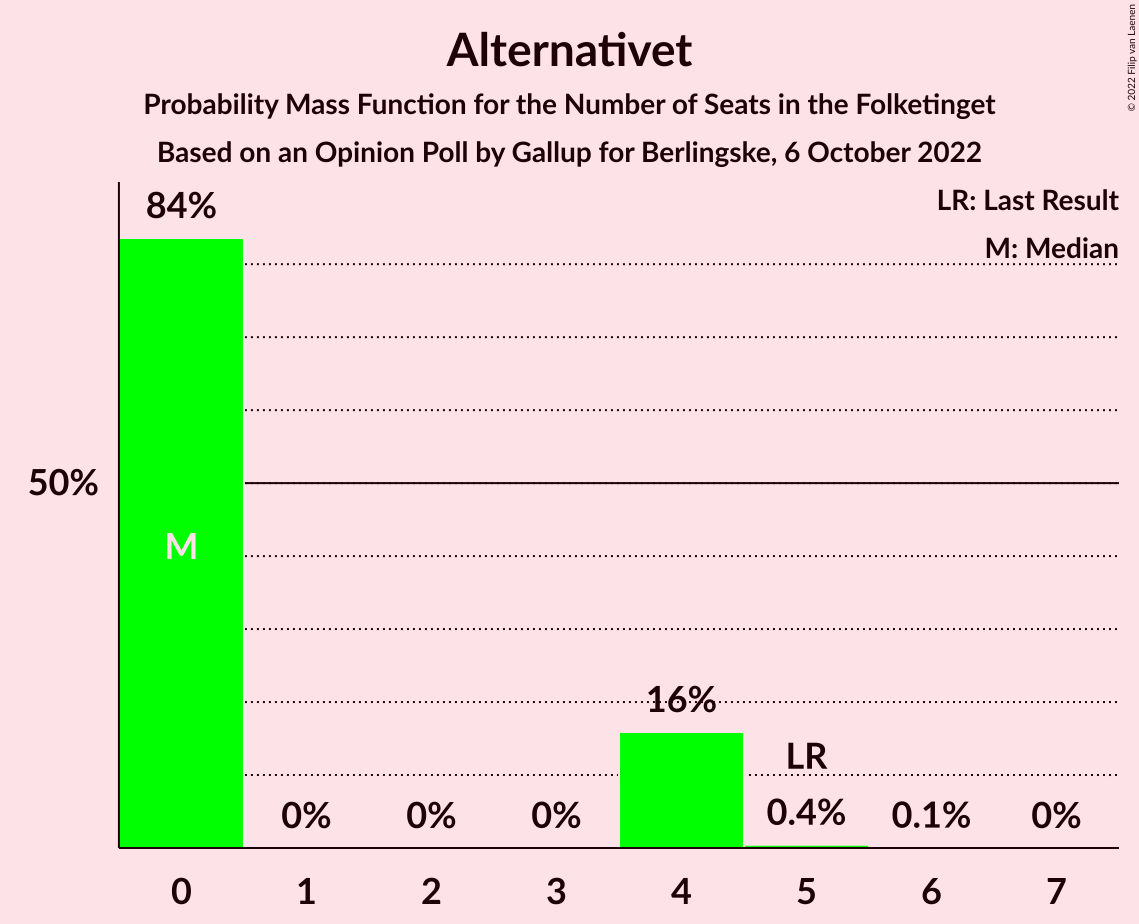 Alternativet
Probability Mass Function for the Number of Seats in the Folketinget
Based on an Opinion Poll by Gallup for Berlingske, 6 October 2022
© 2022 Filip van Laenen
LR: Last Result
M: Median
84%
50%
M
16%
LR
0% 0% 0% 0.4% 0.1% 0%
0 1 2 3 4 5 6 7